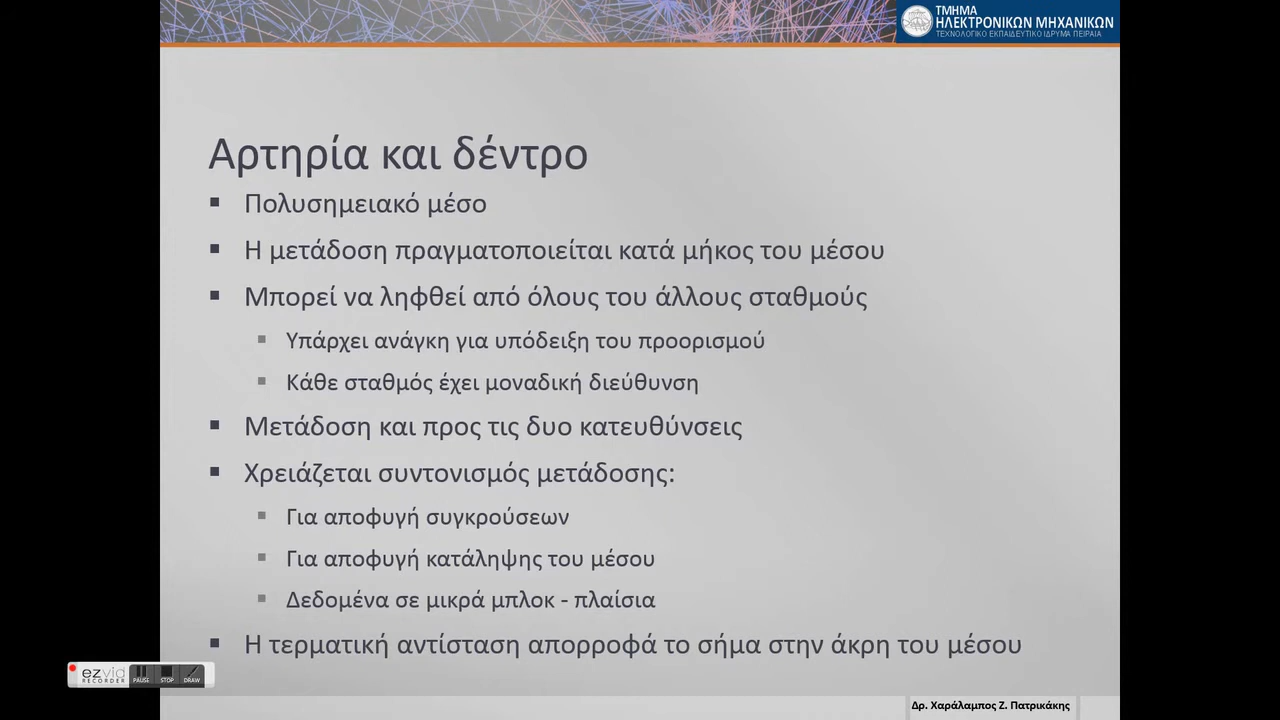 ΤΜΗΜΑ
ΗΛΕΚΤΡΟΝΙΚΩΝ ΜΗΧΑΝΙΚΩΝ
ΤΕΧΝΟΛΟΓΙΚΟ ΕΚΠΑΙΔΕΥΤΙΚΟ ΙΔΡΥΜΑ ΠΕΙΡΑΙΑ
Αρτηρία και δέντρο
Πολυσημειακό μέσο
Η μετάδοση πραγματοποιείται κατά μήκος του μέσου
Μπορεί να ληφθεί από όλους του άλλους σταθμούς
Υπάρχει ανάγκη για υπόδειξη του προορισμού
Κάθε σταθμός έχει μοναδική διεύθυνση
Μετάδοση και προς τις δυο κατευθύνσεις
Χρειάζεται συντονισμός μετάδοσης:
Για αποφυγή συγκρούσεων
Για αποφυγή κατάληψης του μέσου
Δεδομένα σε μικρά μπλοκ - πλαίσια
Η τερματική αντίσταση απορροφά το σήμα στην άκρη του μέσου
ezvid
RECORDER
PAUSE STOP DRAW
Δρ. Χαράλαμπος Ζ. Πατρικάκης